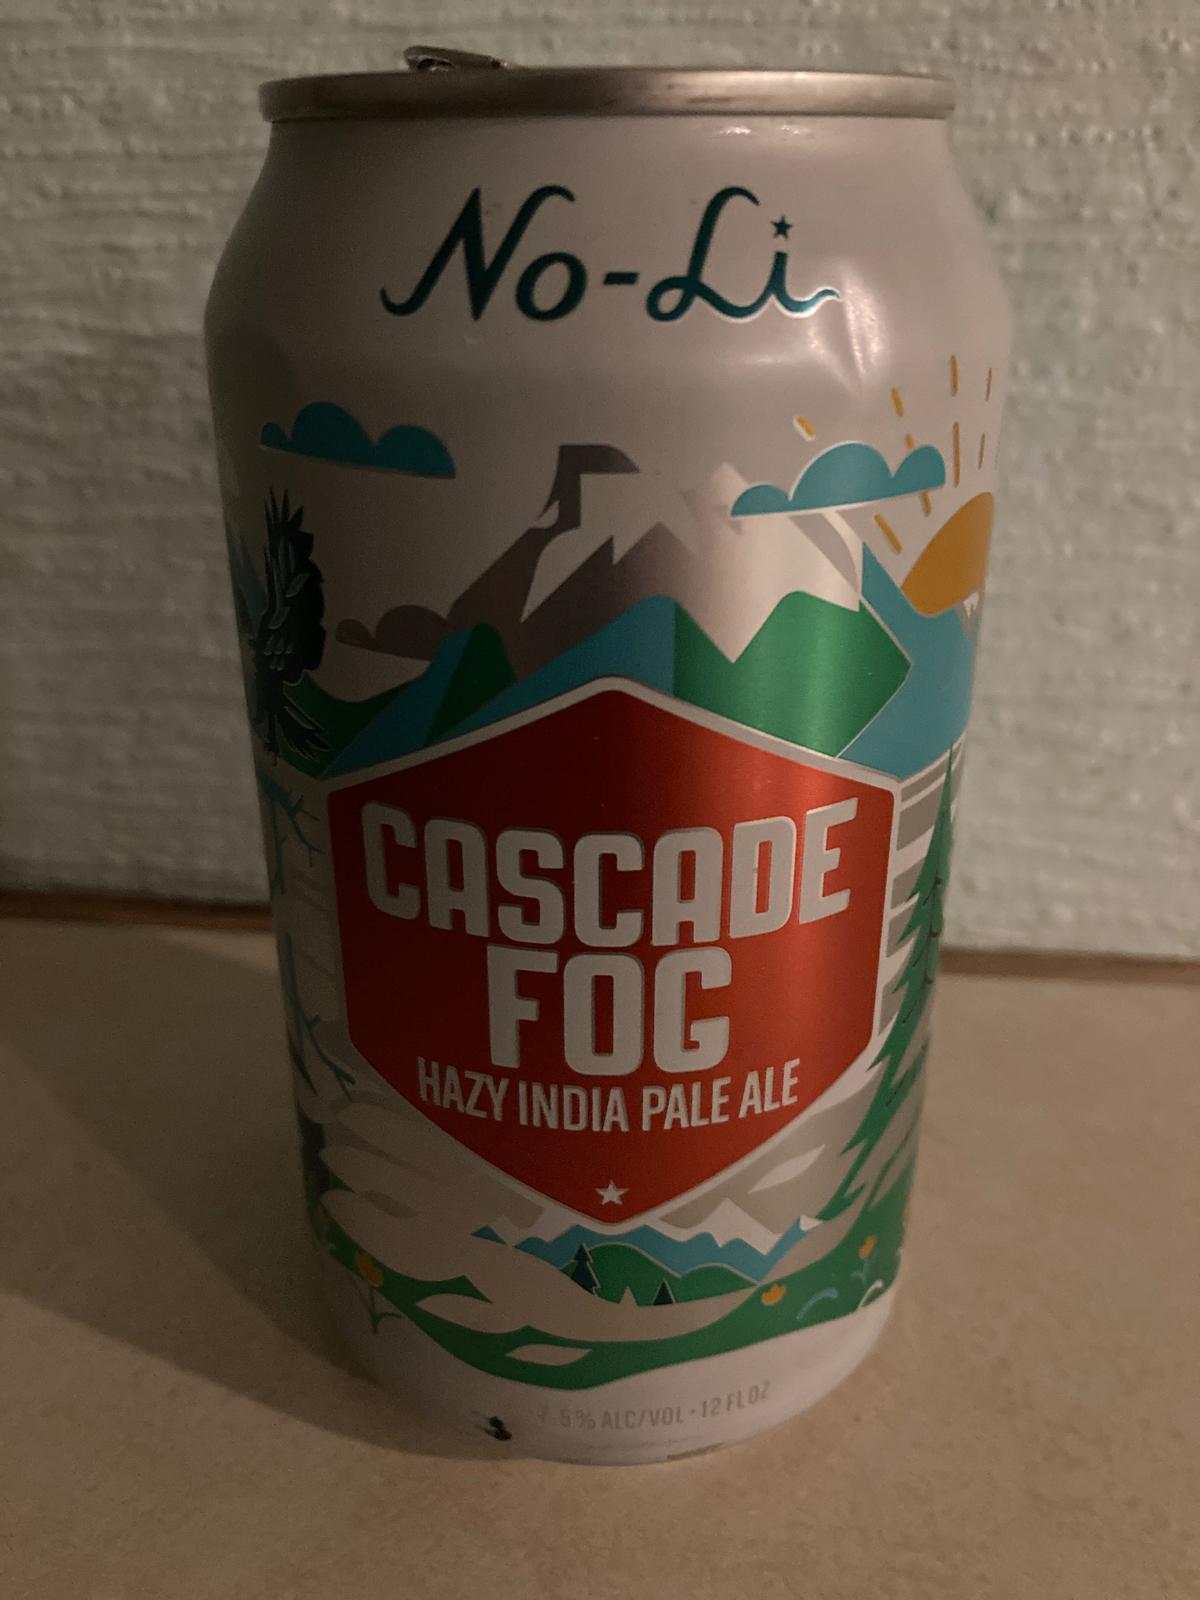 No-Li
CASCADE
FOG
HAZY INDIA PALE ALE
5% ALC/VOL · 12 FL OZ